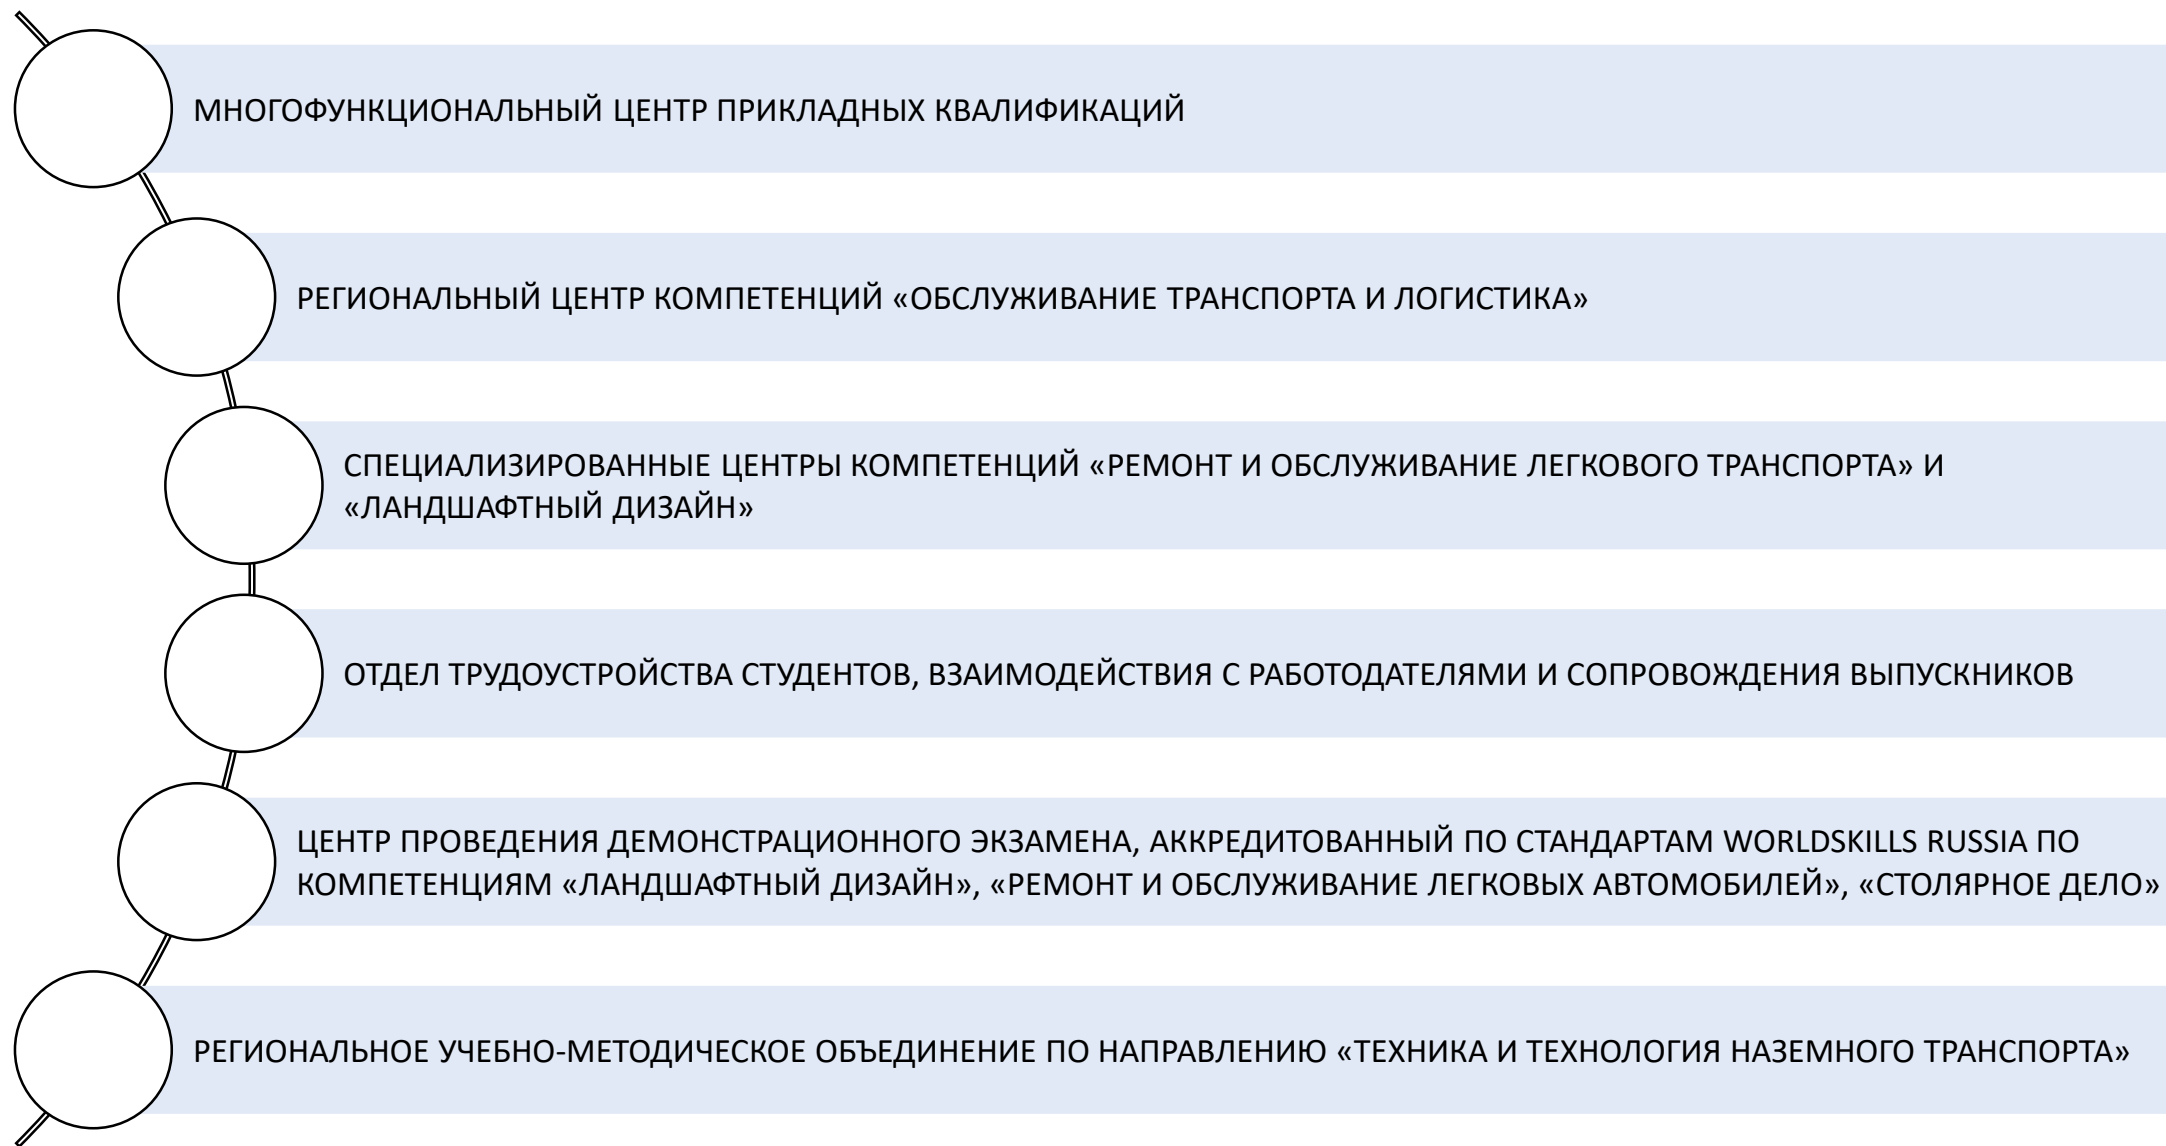 МНОГОФУНКЦИОНАЛЬНЫЙ ЦЕНТР ПРИКЛАДНЫХ КВАЛИФИКАЦИЙ
РЕГИОНАЛЬНЫЙ ЦЕНТР КОМПЕТЕНЦИЙ «ОБСЛУЖИВАНИЕ ТРАНСПОРТА И ЛОГИСТИКА»
СПЕЦИАЛИЗИРОВАННЫЕ ЦЕНТРЫ КОМПЕТЕНЦИЙ «РЕМОНТ И ОБСЛУЖИВАНИЕ ЛЕГКОВОГО ТРАНСПОРТА» И
«ЛАНДШАФТНЫЙ ДИЗАЙН»
ОТДЕЛ ТРУДОУСТРОЙСТВА СТУДЕНТОВ, ВЗАИМОДЕЙСТВИЯ С РАБОТОДАТЕЛЯМИ И СОПРОВОЖДЕНИЯ ВЫПУСКНИКОВ
ЦЕНТР ПРОВЕДЕНИЯ ДЕМОНСТРАЦИОННОГО ЭКЗАМЕНА, АККРЕДИТОВАННЫЙ ПО СТАНДАРТАМ WORLDSKILLS RUSSIA ПО
КОМПЕТЕНЦИЯМ «ЛАНДШАФТНЫЙ ДИЗАЙН», «РЕМОНТ И ОБСЛУЖИВАНИЕ ЛЕГКОВЫХ АВТОМОБИЛЕЙ», «СТОЛЯРНОЕ ДЕЛО»
РЕГИОНАЛЬНОЕ УЧЕБНО-МЕТОДИЧЕСКОЕ ОБЪЕДИНЕНИЕ ПО НАПРАВЛЕНИЮ «ТЕХНИКА И ТЕХНОЛОГИЯ НАЗЕМНОГО ТРАНСПОРТА»